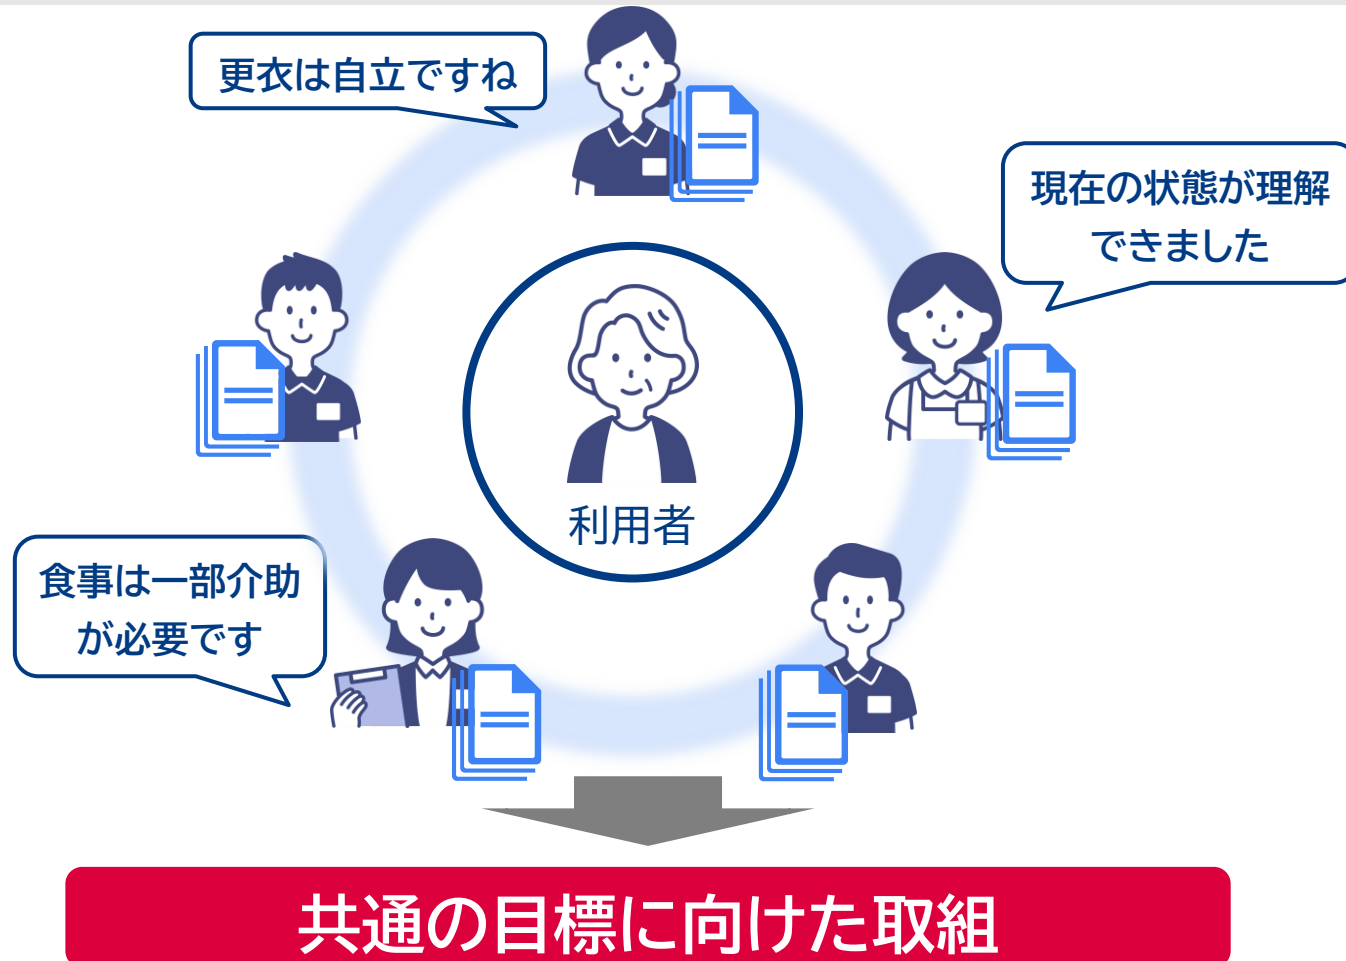 更衣は自立ですね
現在の状態が理解
できました
利用者
食事は一部介助
が必要です
共通の目標に向けた取組